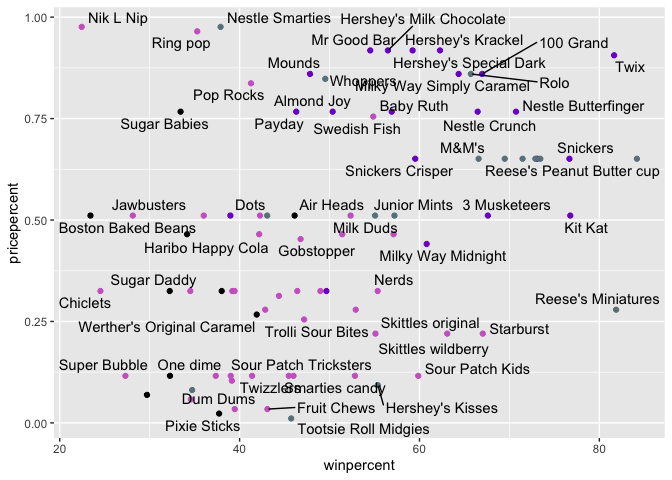 1.00
Nik L Nip
Nestle Smarties
Hershey's Milk Chocolate
Ring pop
Mr Good Bar
Hershey's Krackel
100 Grand
Mounds
Hershey's Special Dark
Twix
Whoppers
Milky Way Simply Caramel
Rolo
Pop Rocks
Almond Joy
Baby Ruth
Nestle Butterfinger
0.75
Sugar Babies
Payday
Swedish Fish
Nestle Crunch
M&M's
Snickers
Snickers Crisper
Reese's Peanut Butter cup
Jawbusters
Dots
Air Heads
Junior Mints
3 Musketeers
0.50
Boston Baked Beans
Milk Duds
Kit Kat
Haribo Happy Cola
Gobstopper
Milky Way Midnight
Sugar Daddy
Nerds
Chiclets
Reese's Miniatures
0.25
Werther's Original Caramel
Trolli Sour Bites
Skittles original
Starburst
Skittles wildberry
Super Bubble
One dime
Sour Patch Tricksters
Sour Patch Kids
Twizzlers
Smarties candy
Dum Dums
Fruit Chews
Hershey's Kisses
0.00
Pixie Sticks
Tootsie Roll Midgies
20
40
60
80
winpercent
pricepercent